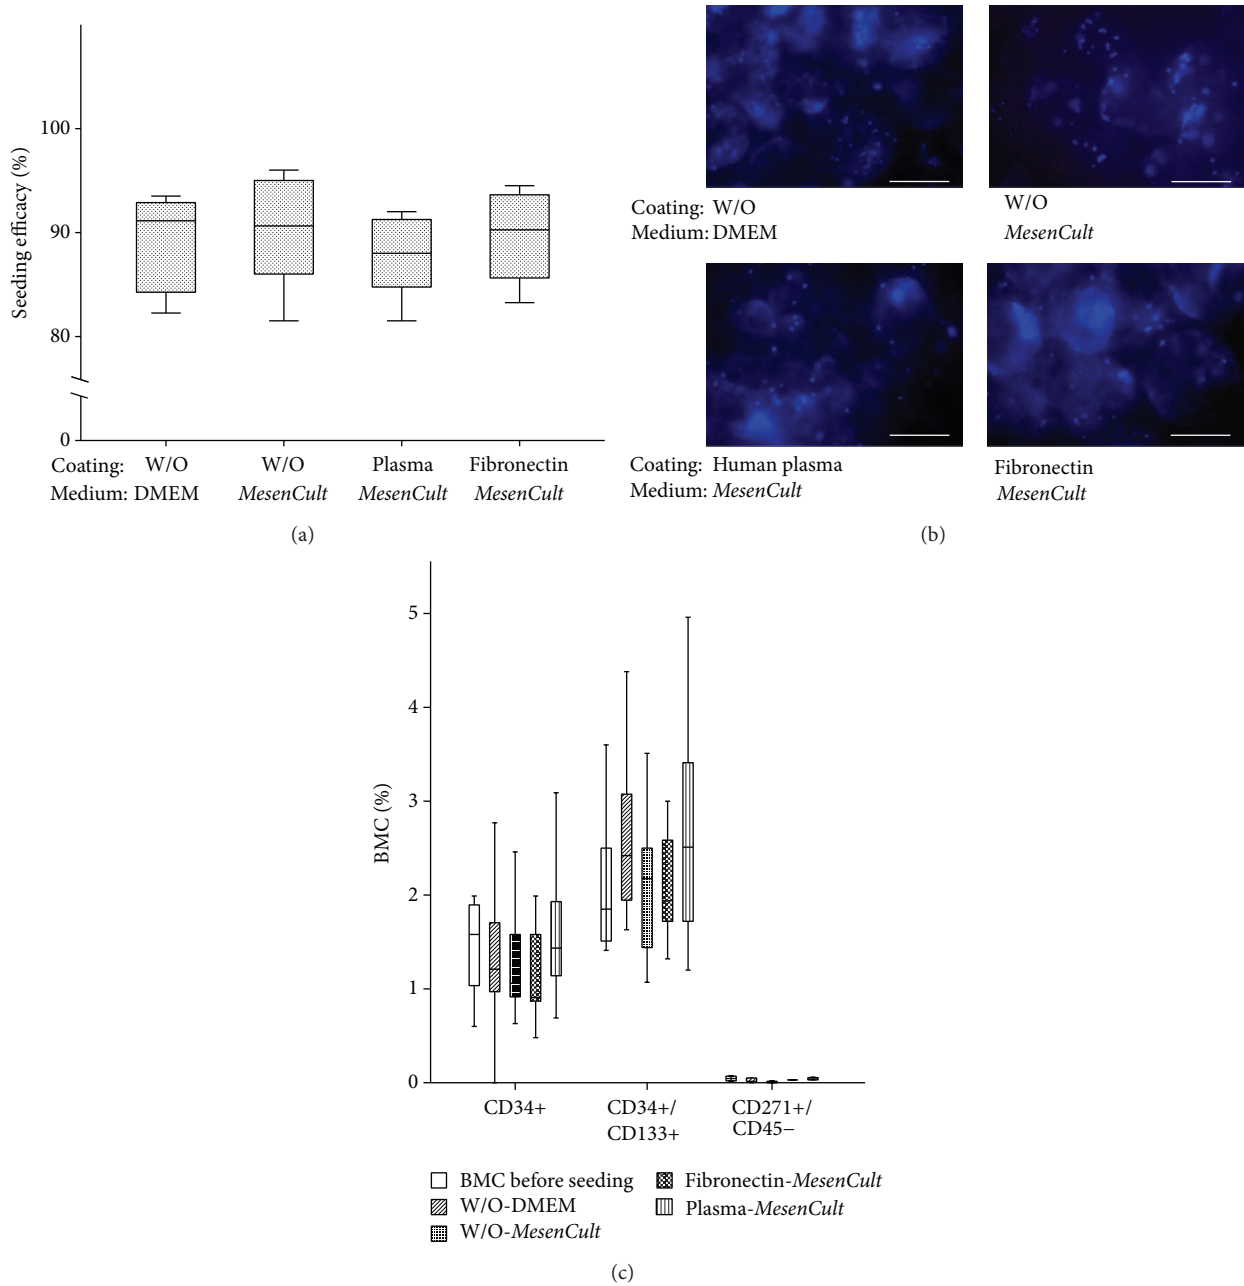 100
90
80
0
Seeding efficacy (%)
Coating: W/O W/O Plasma Fibronectin
Medium: DMEM MesenCult MesenCult MesenCult
(a)
Coating: W/O W/O
Medium: DMEM MesenCult
Coating: Human plasma Fibronectin
Medium: MesenCult MesenCult
(b)
5
4
3
2
1
0
BMC (%)
CD34+ CD34+/ CD271+/
CD133+ CD45−
BMC before seeding Fibronectin-MesenCult
W/O-DMEM Plasma-MesenCult
W/O-MesenCult
(c)